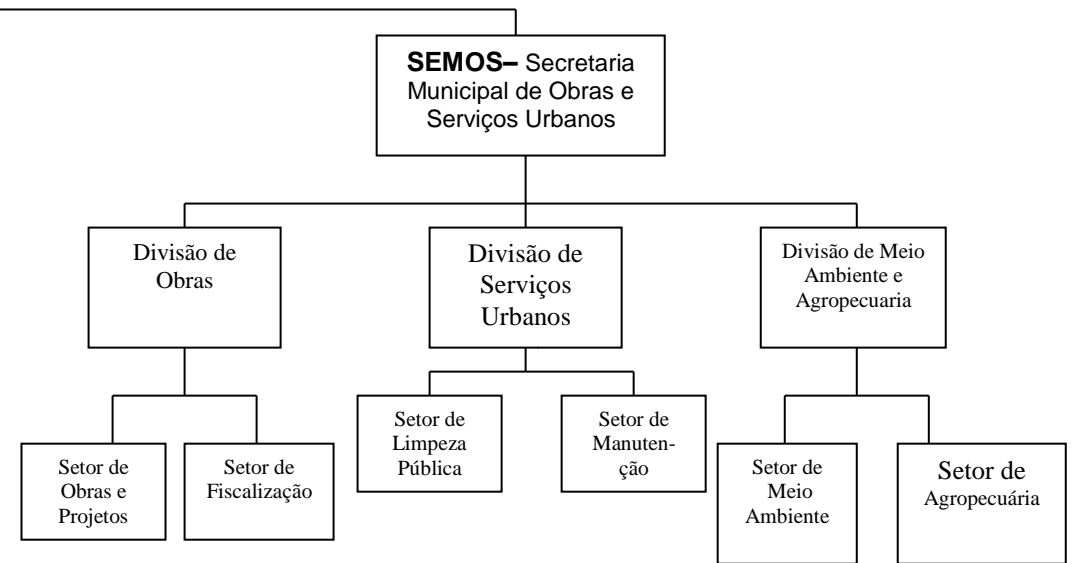 SEMOS– Secretaria
Municipal de Obras e
Serviços Urbanos
Divisão de
Obras
Divisão de
Serviços
Urbanos
Divisão de Meio
Ambiente e
Agropecuaria
Setor de
Obras e
Projetos
Setor de
Fiscalização
Setor de
Limpeza
Pública
Setor de
Manuten-
ção
Setor de
Meio
Ambiente
Setor de
Agropecuária